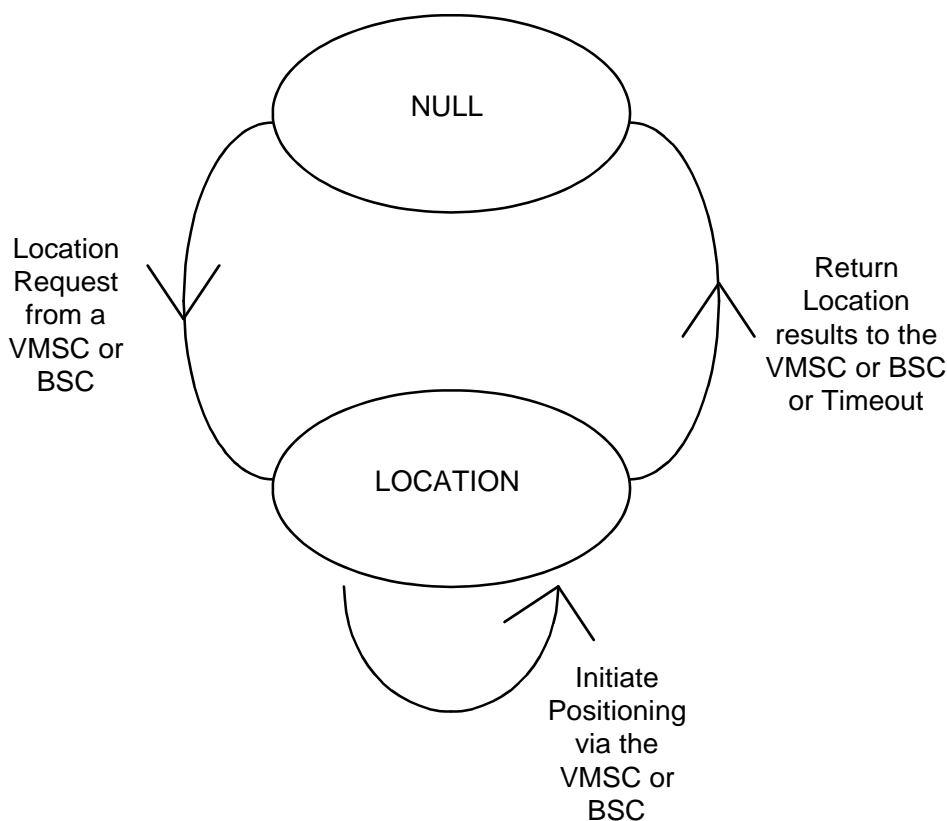 NULL
Location
Request
from a
VMSC or
BSC
Return
Location
results to the
VMSC or BSC
or Timeout
LOCATION
Initiate
Positioning
via the
VMSC or
BSC